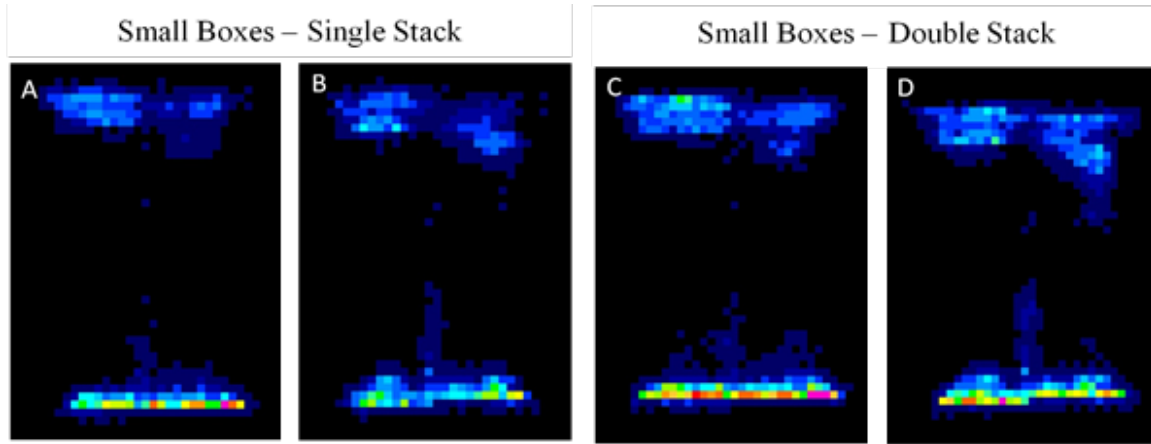 Small Boxes – Single Stack
Small Boxes – Double Stack
A
B
C
D